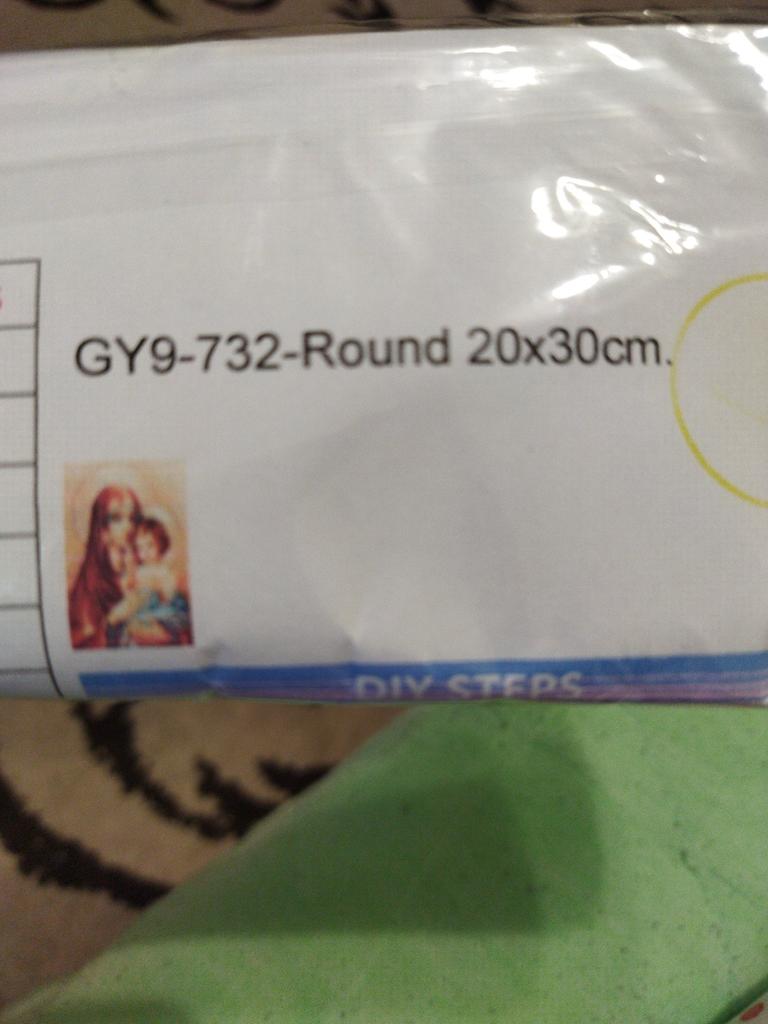 GY9-732-Round 20x30cm.
DIY STEPS